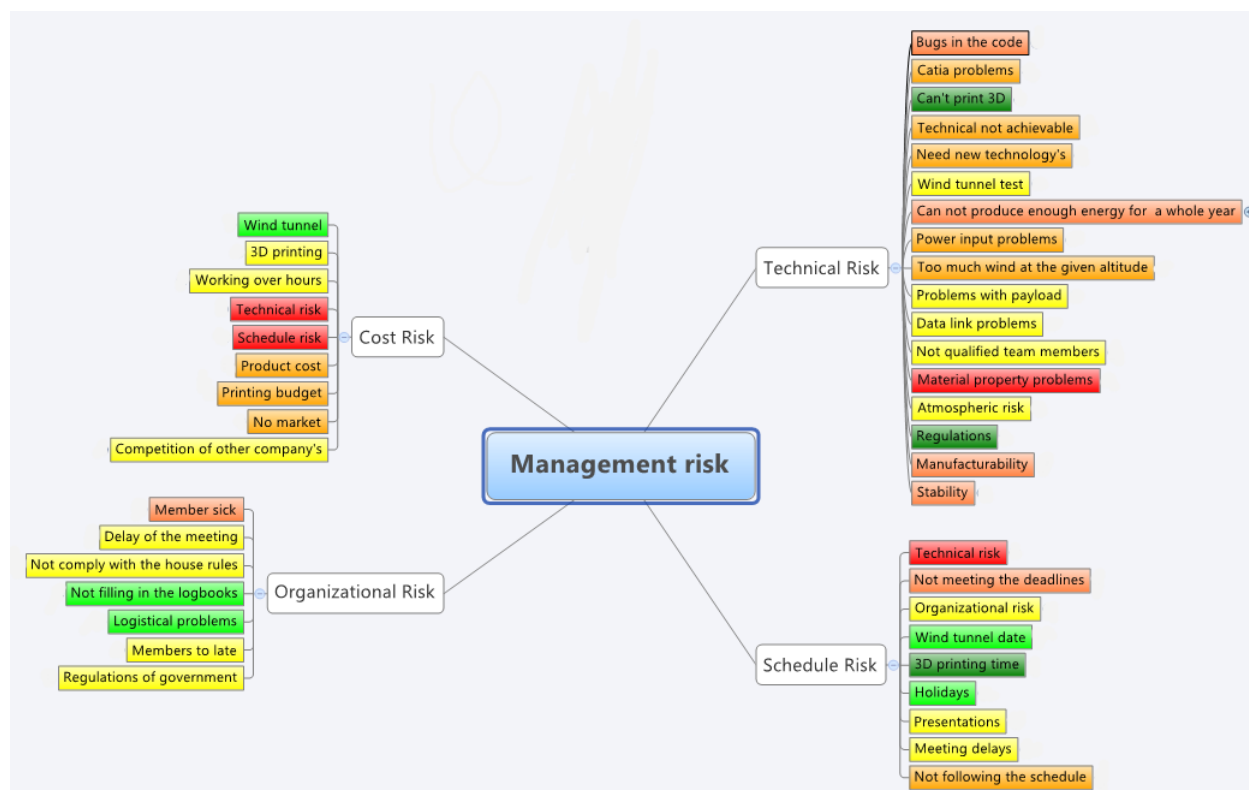 Management risk
Technical Risk
Bugs in the code
Catia problems
Can't print 3D
Technical not achievable
Need new technology's
Wind tunnel test
Can not produce enough energy for  a whole year
Power input problems
Too much wind at the given altitude
Problems with payload
Data link problems
Not qualified team members
Material property problems
Atmospheric risk
Regulations
Manufacturability
Stability
Schedule Risk
Technical risk
Not meeting the deadlines
Organizational risk
Wind tunnel date
3D printing time
Holidays
Presentations
Meeting delays
Not following the schedule
Cost Risk
Wind tunnel
3D printing
Working over hours
Technical risk
Schedule risk
Product cost
Printing budget
No market
Competition of other company's
Organizational Risk
Member sick
Delay of the meeting
Not comply with the house rules
Not filling in the logbooks
Logistical problems
Members to late
Regulations of government